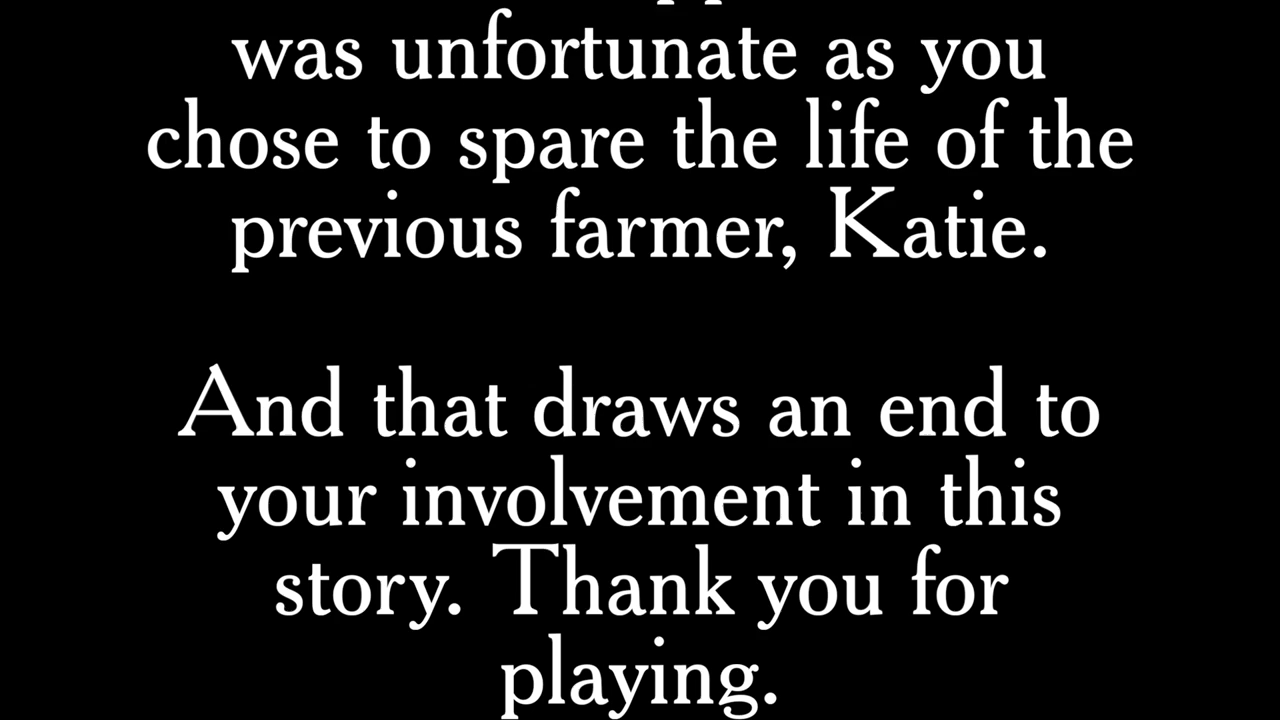 was unfortunate as you
chose to spare the life of the
previous farmer, Katie.
And that draws an end to
your involvement in this
story. Thank you for
playing.